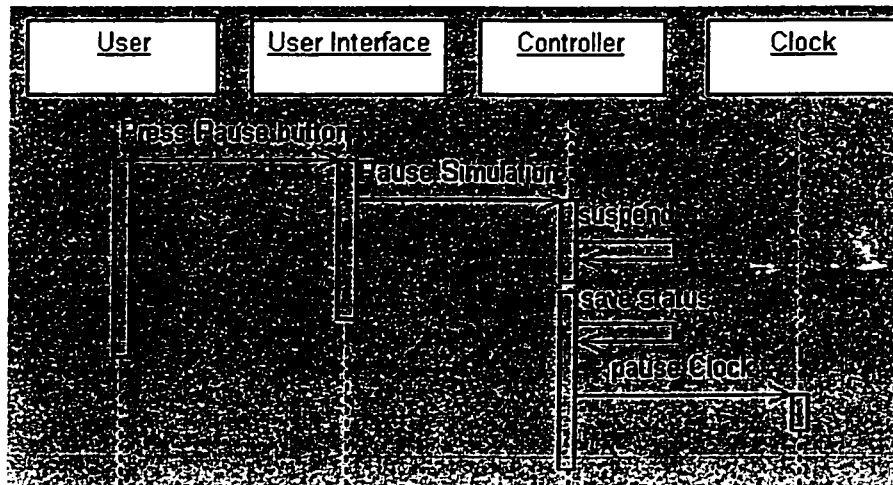 User
User Interface
Controller
Clock
Press Pause button
Pause Simulation
suspend
save status
pause Clock